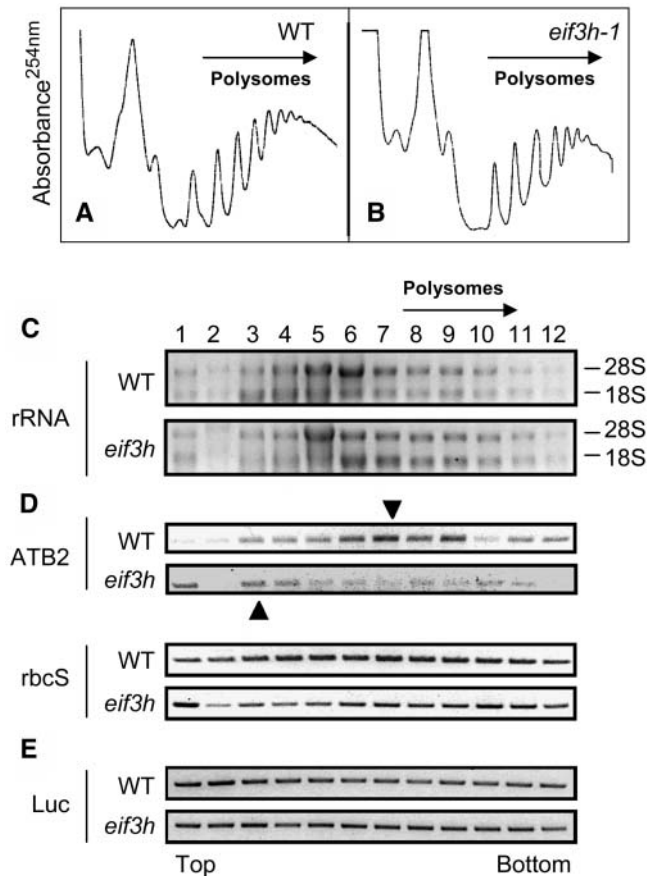 WT
Polysomes
A
eif3h-1
Polysomes
B
Absorbance254nm
Polysomes
C
1 2 3 4 5 6 7 8 9 10 11 12
rRNA
WT
28S
18S
eif3h
28S
18S
D
ATB2
WT
eif3h
rbcS
WT
eif3h
E
Luc
WT
eif3h
Top Bottom